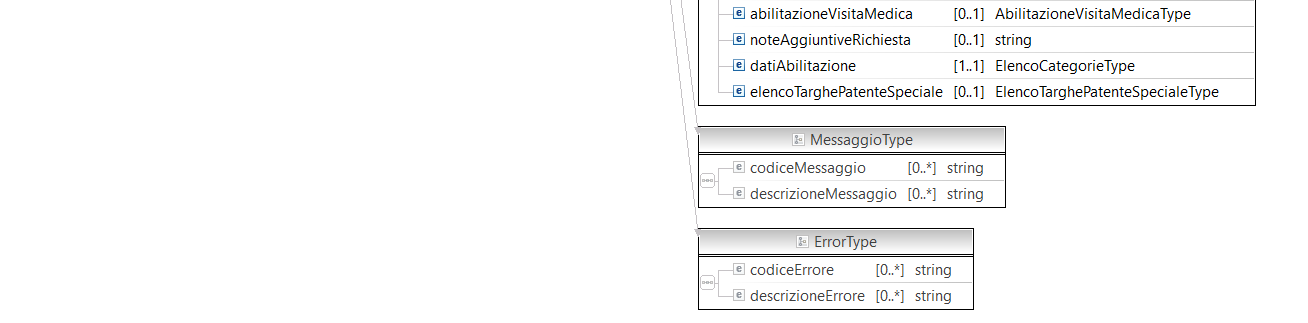 abilitazioneVisitaMedica [0..1] AbilitazioneVisitaMedicaType
noteAggiuntiveRichiesta [0..1] string
datiAbilitazione [1..1] ElencoCategorieType
elencoTarghePatenteSpeciale [0..1] ElencoTarghePatenteSpecialeType
MessaggioType
codiceMessaggio [0..*] string
descrizioneMessaggio [0..*] string
ErrorType
codiceErrore [0..*] string
descrizioneErrore [0..*] string